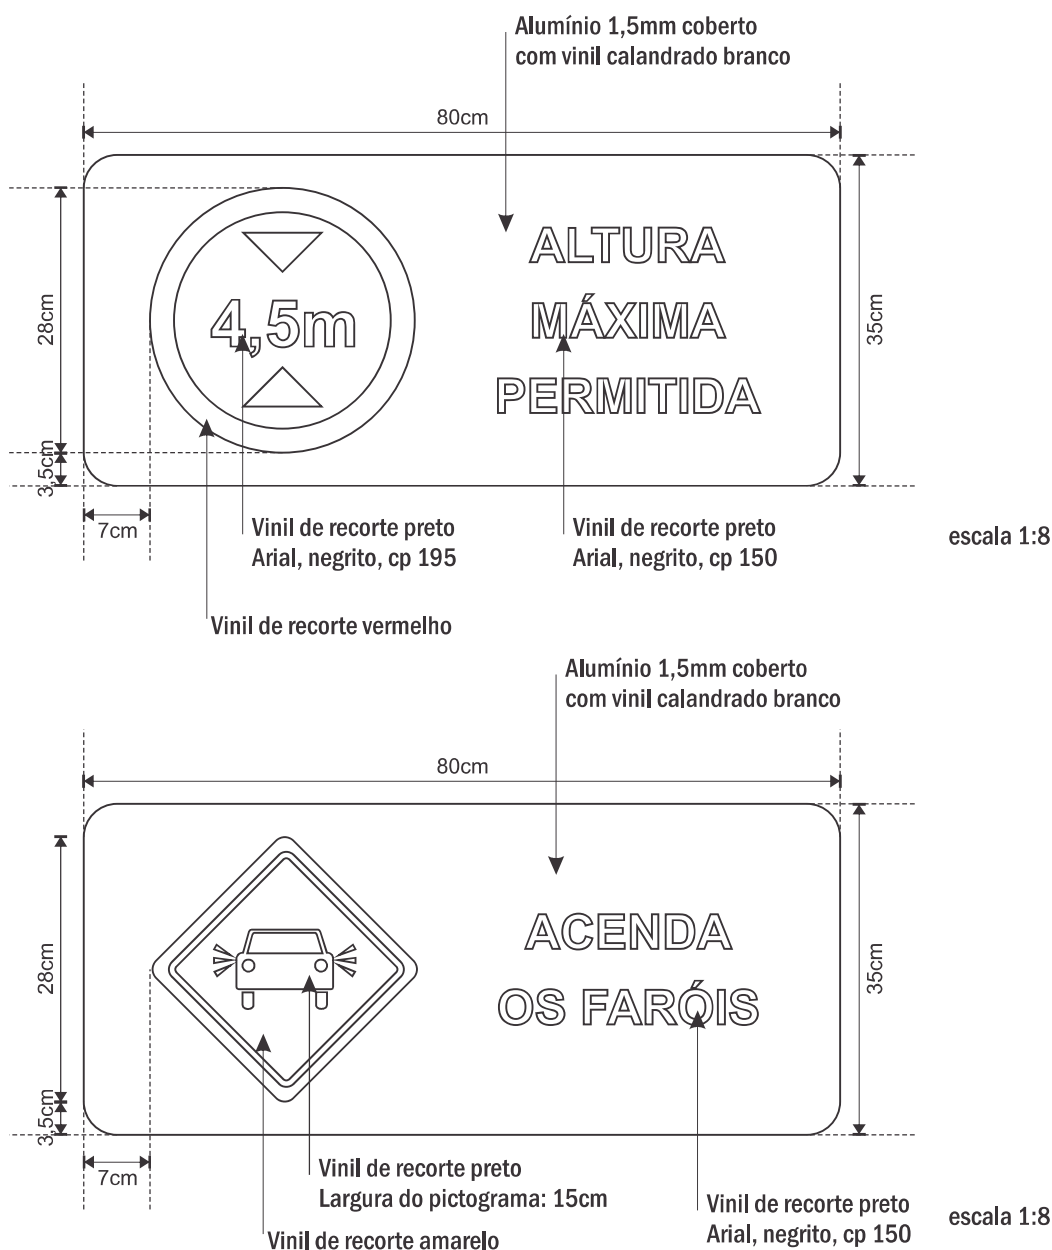 Alumínio 1,5mm coberto
com vinil calandrado branco
80cm
ALTURA
MÁXIMA
PERMITIDA
4,5m
28cm
35cm
3,5cm
7cm
Vinil de recorte preto
Arial, negrito, cp 195
Vinil de recorte preto
Arial, negrito, cp 150
escala 1:8
Vinil de recorte vermelho
Alumínio 1,5mm coberto
com vinil calandrado branco
80cm
ACENDA
OS FARÓIS
28cm
35cm
3,5cm
7cm
Vinil de recorte preto
Largura do pictograma: 15cm
Vinil de recorte preto
Arial, negrito, cp 150
escala 1:8
Vinil de recorte amarelo